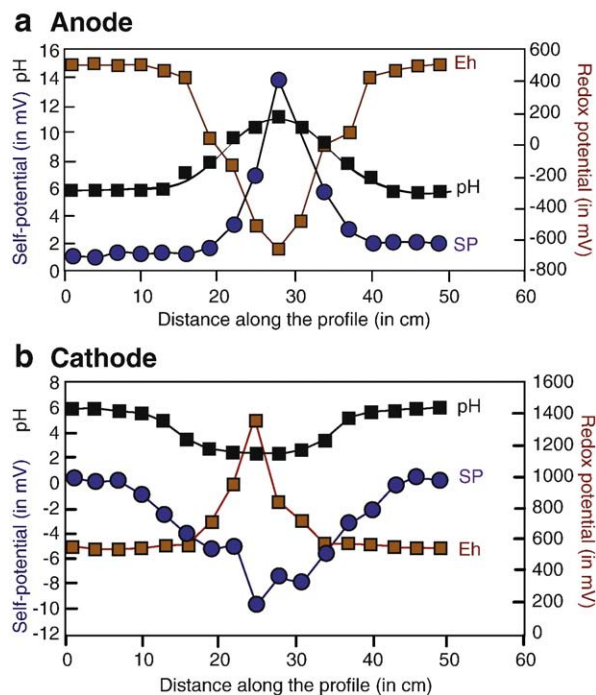 a Anode
Self-potential (in mV) pH
16
14
12
10
8
6
4
2
0
600
400
200
0
-200
-400
-600
-800
Redox potential (in mV)
Eh
pH
SP
0 10 20 30 40 50 60
Distance along the profile (in cm)
b Cathode
Self-potential (in mV) pH
8
6
4
2
0
-2
-4
-6
-8
-10
-12
1600
1400
1200
1000
800
600
400
200
0
Redox potential (in mV)
pH
SP
Eh
0 10 20 30 40 50 60
Distance along the profile (in cm)